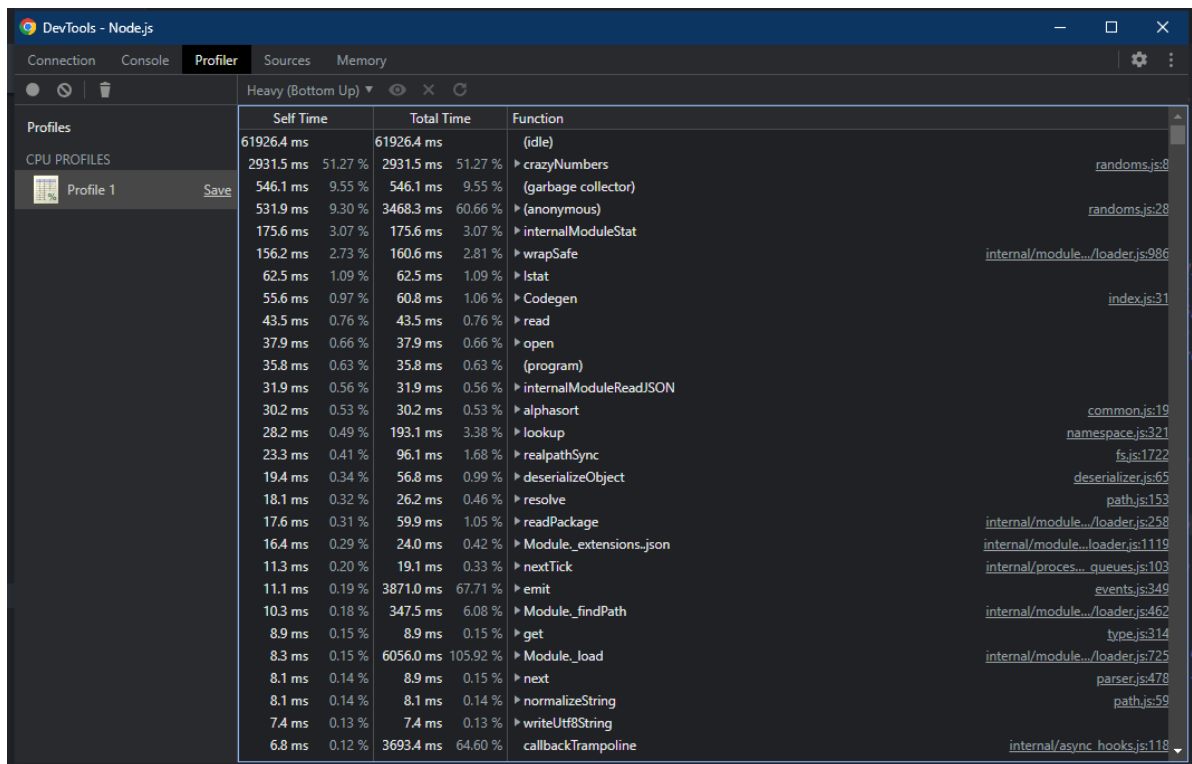 DevTools - Node.js
Connection Console Profiler Sources Memory
Heavy (Bottom Up) ▼
Profiles
CPU PROFILES
Profile 1 Save
Self Time Total Time Function
61926.4 ms 61926.4 ms (idle)
2931.5 ms 51.27 % 2931.5 ms 51.27 % crazyNumbers randoms.js:8
546.1 ms 9.55 % 546.1 ms 9.55 % (garbage collector)
531.9 ms 9.30 % 3468.3 ms 60.66 % (anonymous) randoms.js:28
175.6 ms 3.07 % 175.6 ms 3.07 % internalModuleStat
156.2 ms 2.73 % 160.6 ms 2.81 % wrapSafe internal/module…/loader.js:986
62.5 ms 1.09 % 62.5 ms 1.09 % lstat
55.6 ms 0.97 % 60.8 ms 1.06 % Codegen index.js:31
43.5 ms 0.76 % 43.5 ms 0.76 % read
37.9 ms 0.66 % 37.9 ms 0.66 % open
35.8 ms 0.63 % 35.8 ms 0.63 % (program)
31.9 ms 0.56 % 31.9 ms 0.56 % internalModuleReadJSON
30.2 ms 0.53 % 30.2 ms 0.53 % alphasort common.js:19
28.2 ms 0.49 % 193.1 ms 3.38 % lookup namespace.js:321
23.3 ms 0.41 % 96.1 ms 1.68 % realpathSync fs.js:1722
19.4 ms 0.34 % 56.8 ms 0.99 % deserializeObject deserializer.js:65
18.1 ms 0.32 % 26.2 ms 0.46 % resolve path.js:153
17.6 ms 0.31 % 59.9 ms 1.05 % readPackage internal/module…/loader.js:258
16.4 ms 0.29 % 24.0 ms 0.42 % Module._extensions..json internal/module…loader.js:1119
11.3 ms 0.20 % 19.1 ms 0.33 % nextTick internal/proces…_queues.js:103
11.1 ms 0.19 % 3871.0 ms 67.71 % emit events.js:349
10.3 ms 0.18 % 347.5 ms 6.08 % Module._findPath internal/module…/loader.js:462
8.9 ms 0.15 % 8.9 ms 0.15 % get type.js:314
8.3 ms 0.15 % 6056.0 ms 105.92 % Module._load internal/module…/loader.js:725
8.1 ms 0.14 % 8.9 ms 0.15 % next parser.js:478
8.1 ms 0.14 % 8.1 ms 0.14 % normalizeString path.js:59
7.4 ms 0.13 % 7.4 ms 0.13 % writeUtf8String
6.8 ms 0.12 % 3693.4 ms 64.60 % callbackTrampoline internal/async_hooks.js:118